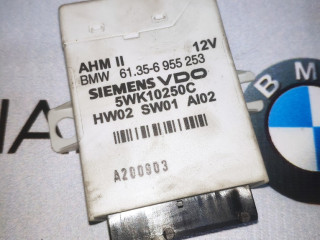 AHM II 12V
BMW 61.35-6 955 253
SIEMENS VDO
5WK10250C
HW02 SW01 AI02
A200903